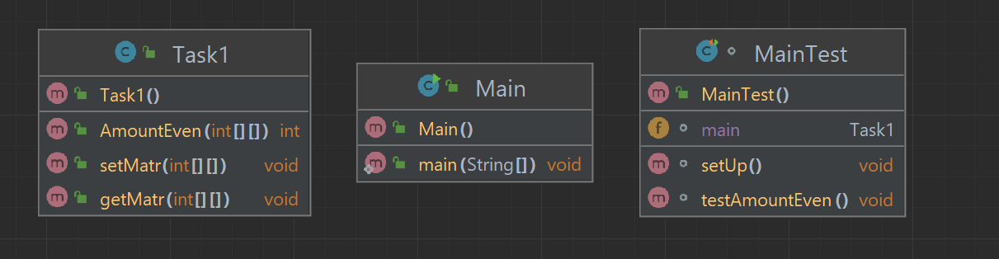 Task1
Task1()
AmountEven(int[][]) int
setMatr(int[][]) void
getMatr(int[][]) void
Main
Main()
main(String[]) void
MainTest
MainTest()
main Task1
setUp() void
testAmountEven() void